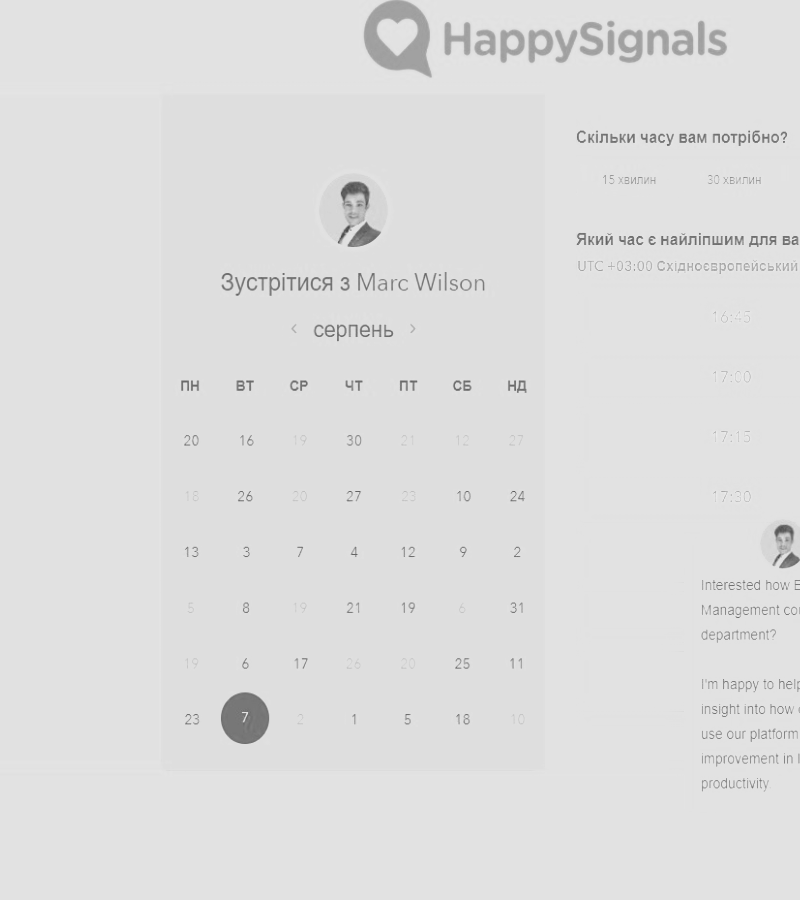 HappySignals
Зустрітися з Marc Wilson
серпень
ПН ВТ СР ЧТ ПТ СБ НД
20 16 19 30 21 12 27
18 26 20 27 23 10 24
13 3 7 4 12 9 2
5 8 19 21 19 6 31
19 6 17 26 20 25 11
23 7 2 1 5 18 10
Скільки часу вам потрібно?
15 хвилин 30 хвилин
Який час є найліпшим для ва
UTC +03:00 Східноєвропейський
16:45
17:00
17:15
17:30
Interested how E
Management cou
department?
I'm happy to help
insight into how
use our platform
improvement in
productivity